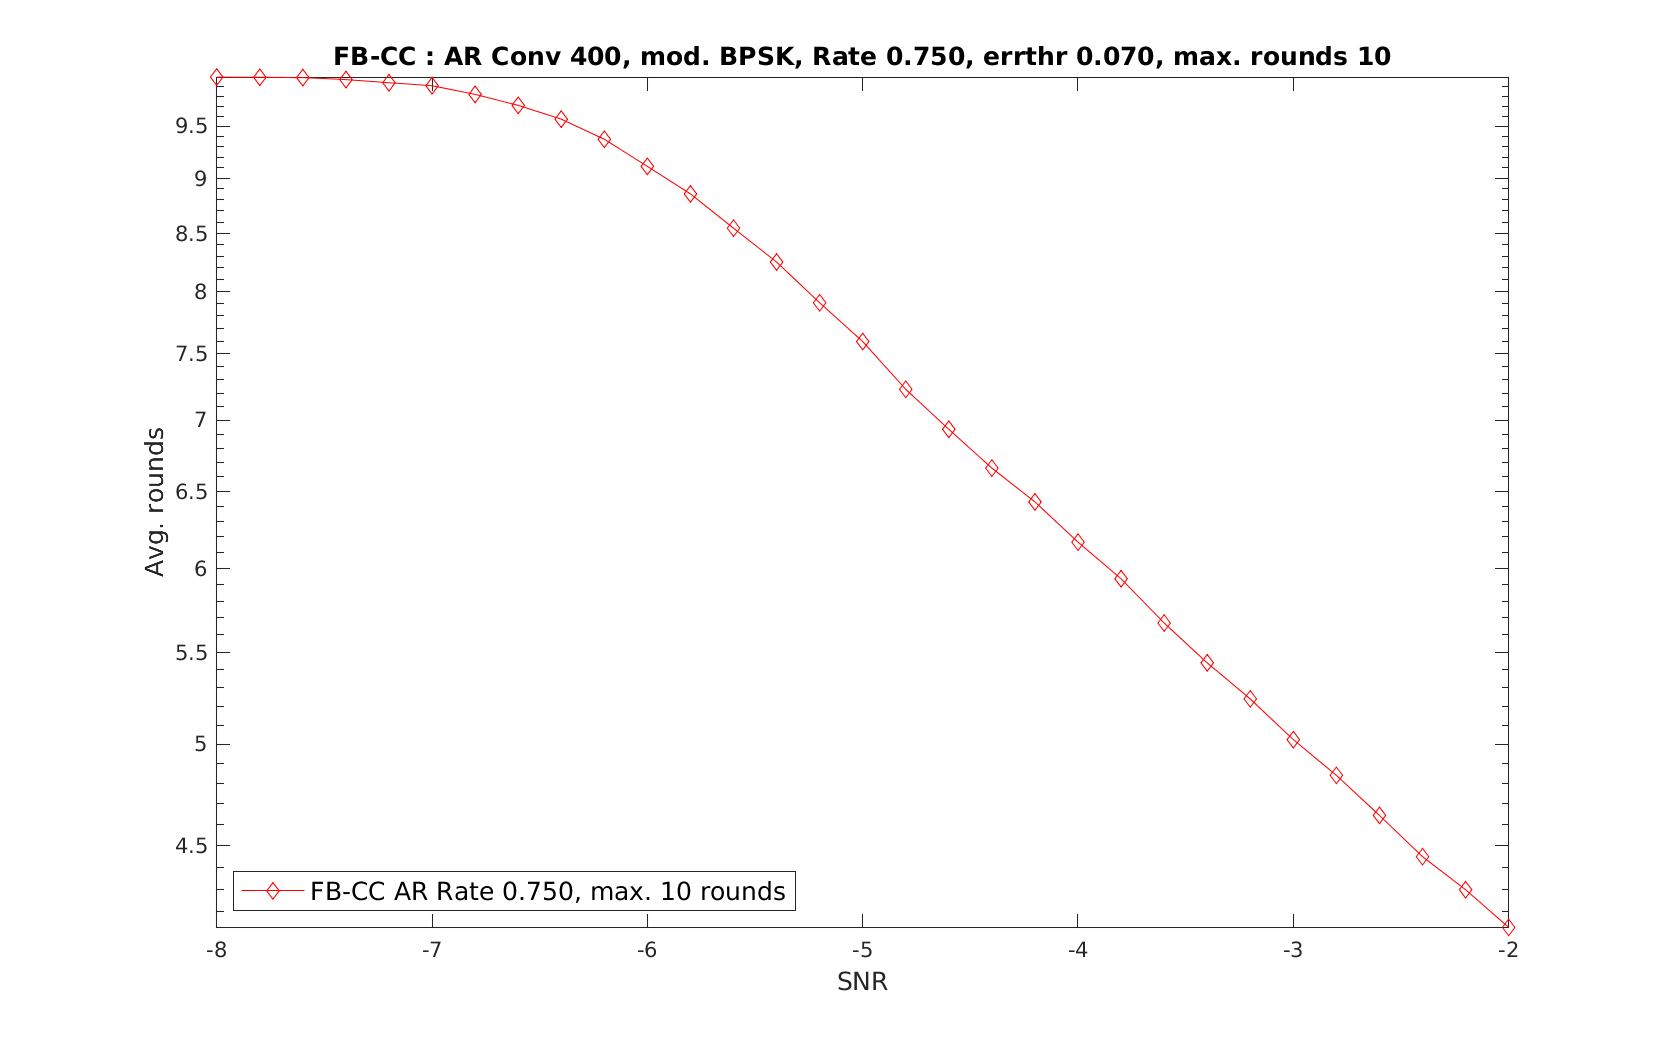 FB-CC : AR Conv 400, mod. BPSK, Rate 0.750, errthr 0.070, max. rounds 10
9.5
9
8.5
8
7.5
7
6.5
6
5.5
5
4.5
Avg. rounds
FB-CC AR Rate 0.750, max. 10 rounds
-8 -7 -6 -5 -4 -3 -2
SNR